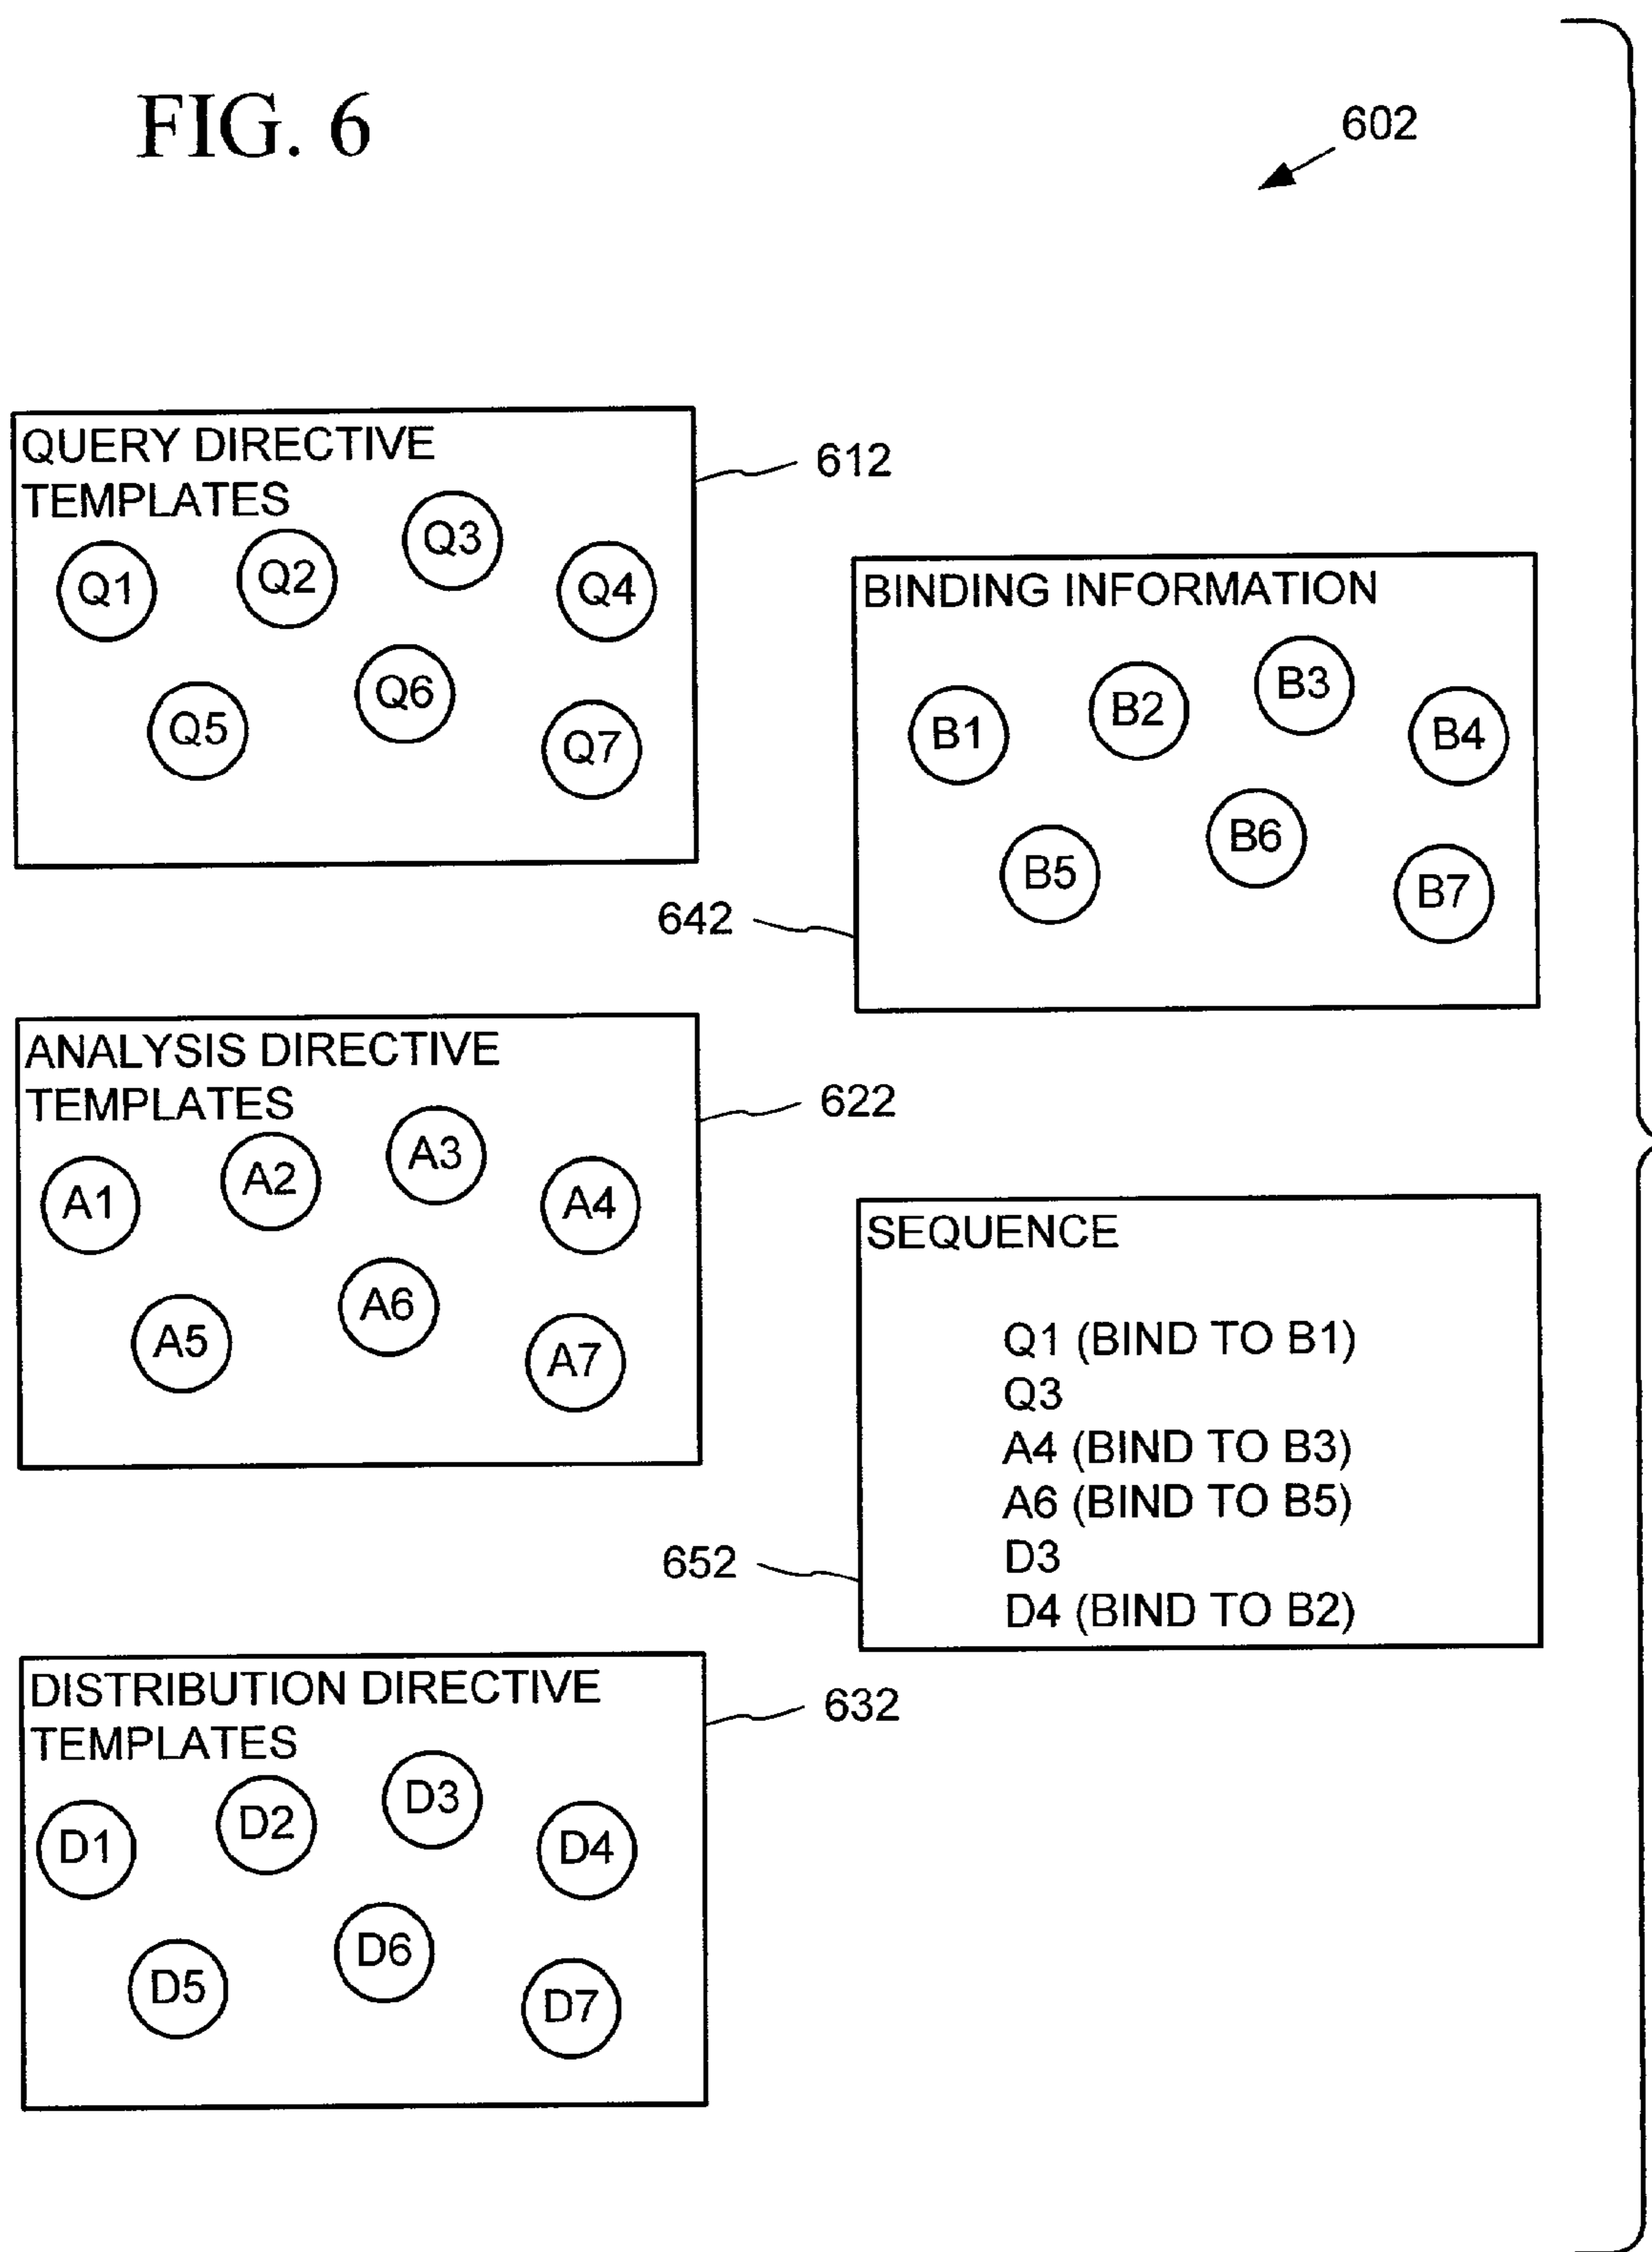 FIG. 6
602
QUERY DIRECTIVE
TEMPLATES
Q1
Q2
Q3
Q4
Q5
Q6
Q7
612
BINDING INFORMATION
B1
B2
B3
B4
B5
B6
B7
642
ANALYSIS DIRECTIVE
TEMPLATES
A1
A2
A3
A4
A5
A6
A7
622
SEQUENCE
Q1 (BIND TO B1)
Q3
A4 (BIND TO B3)
A6 (BIND TO B5)
D3
D4 (BIND TO B2)
652
DISTRIBUTION DIRECTIVE
TEMPLATES
D1
D2
D3
D4
D5
D6
D7
632